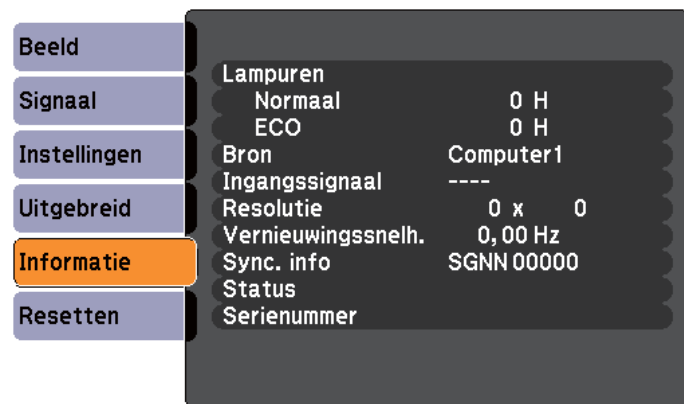 Beeld
Signaal
Instellingen
Uitgebreid
Informatie
Resetten
Lampuren
Normaal 0 H
ECO 0 H
Bron Computer1
Ingangssignaal ----
Resolutie 0 x 0
Vernieuwingssnelh. 0,00 Hz
Sync. info SGNN 00000
Status
Serienummer